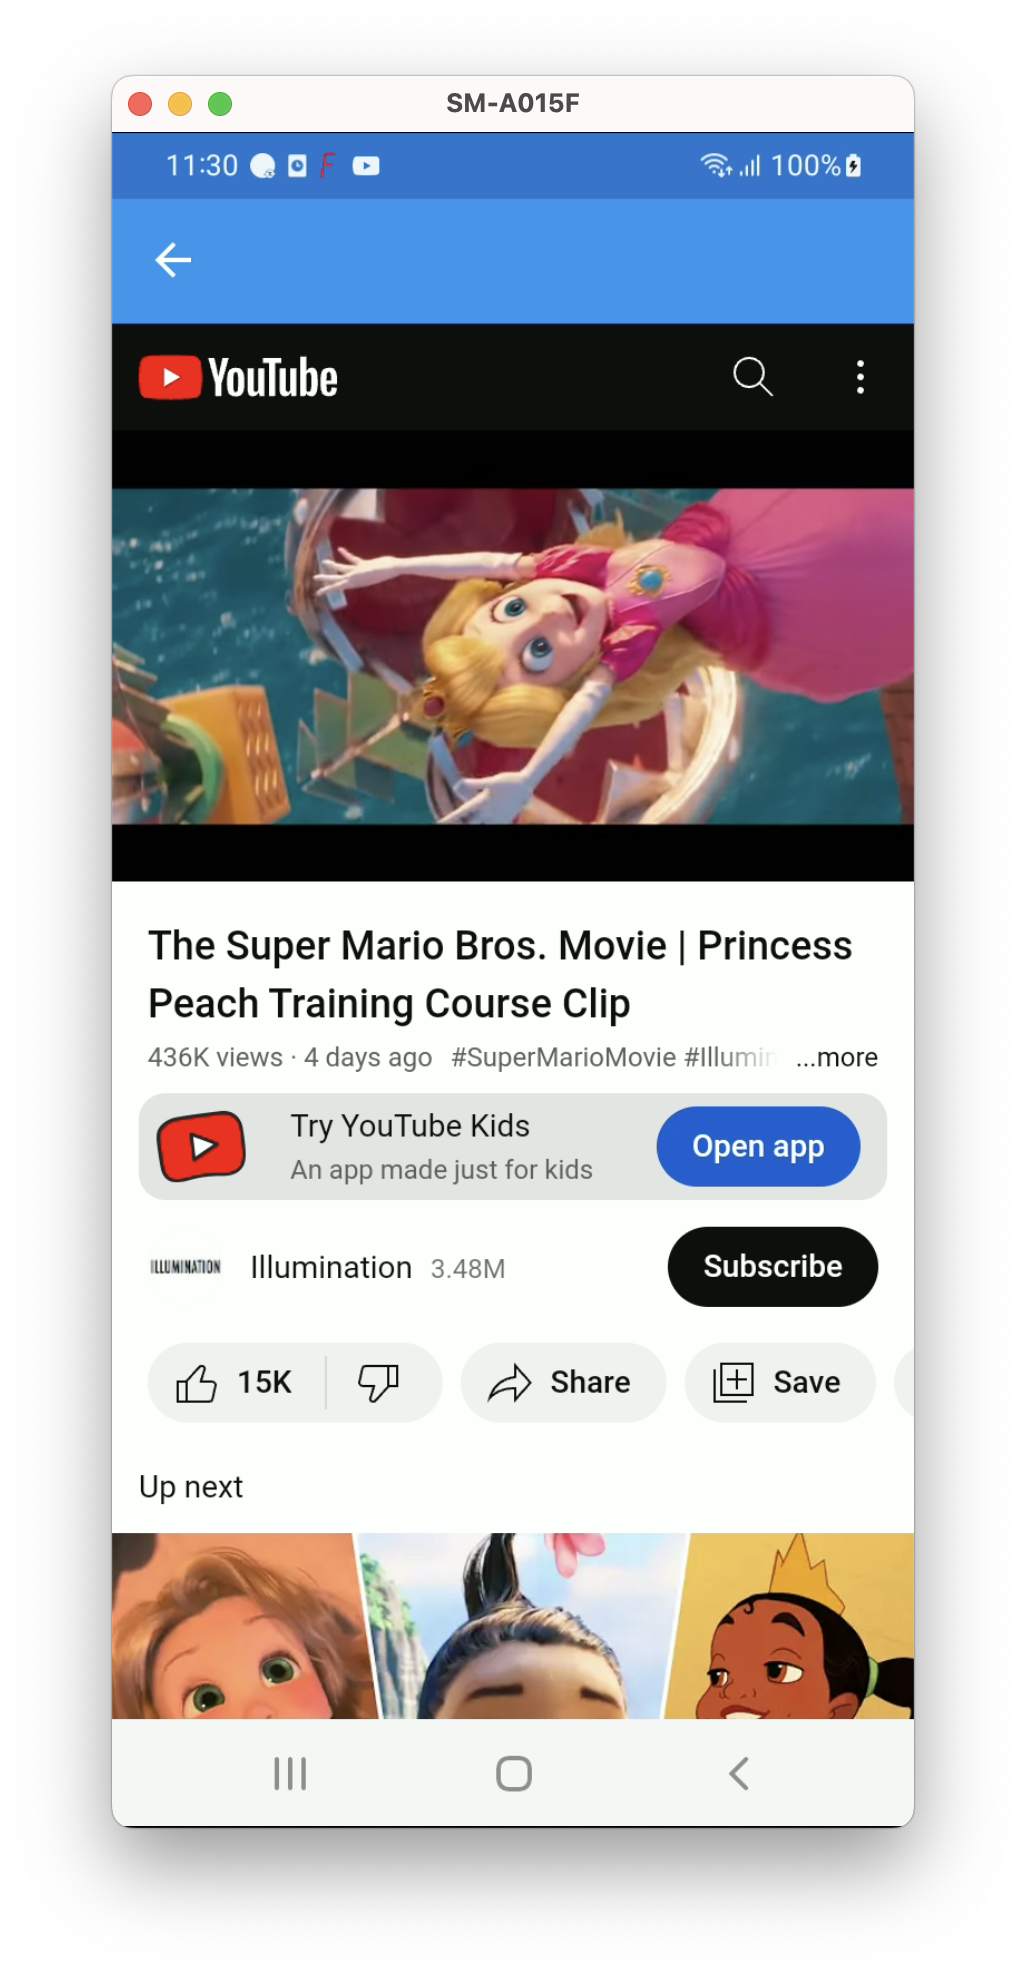 SM-A015F
11:30 F 100%
YouTube
The Super Mario Bros. Movie | Princess
Peach Training Course Clip
436K views · 4 days ago #SuperMarioMovie #Illumin ...more
Try YouTube Kids
An app made just for kids
Open app
ILLUMINATION Illumination 3.48M Subscribe
15K Share Save
Up next